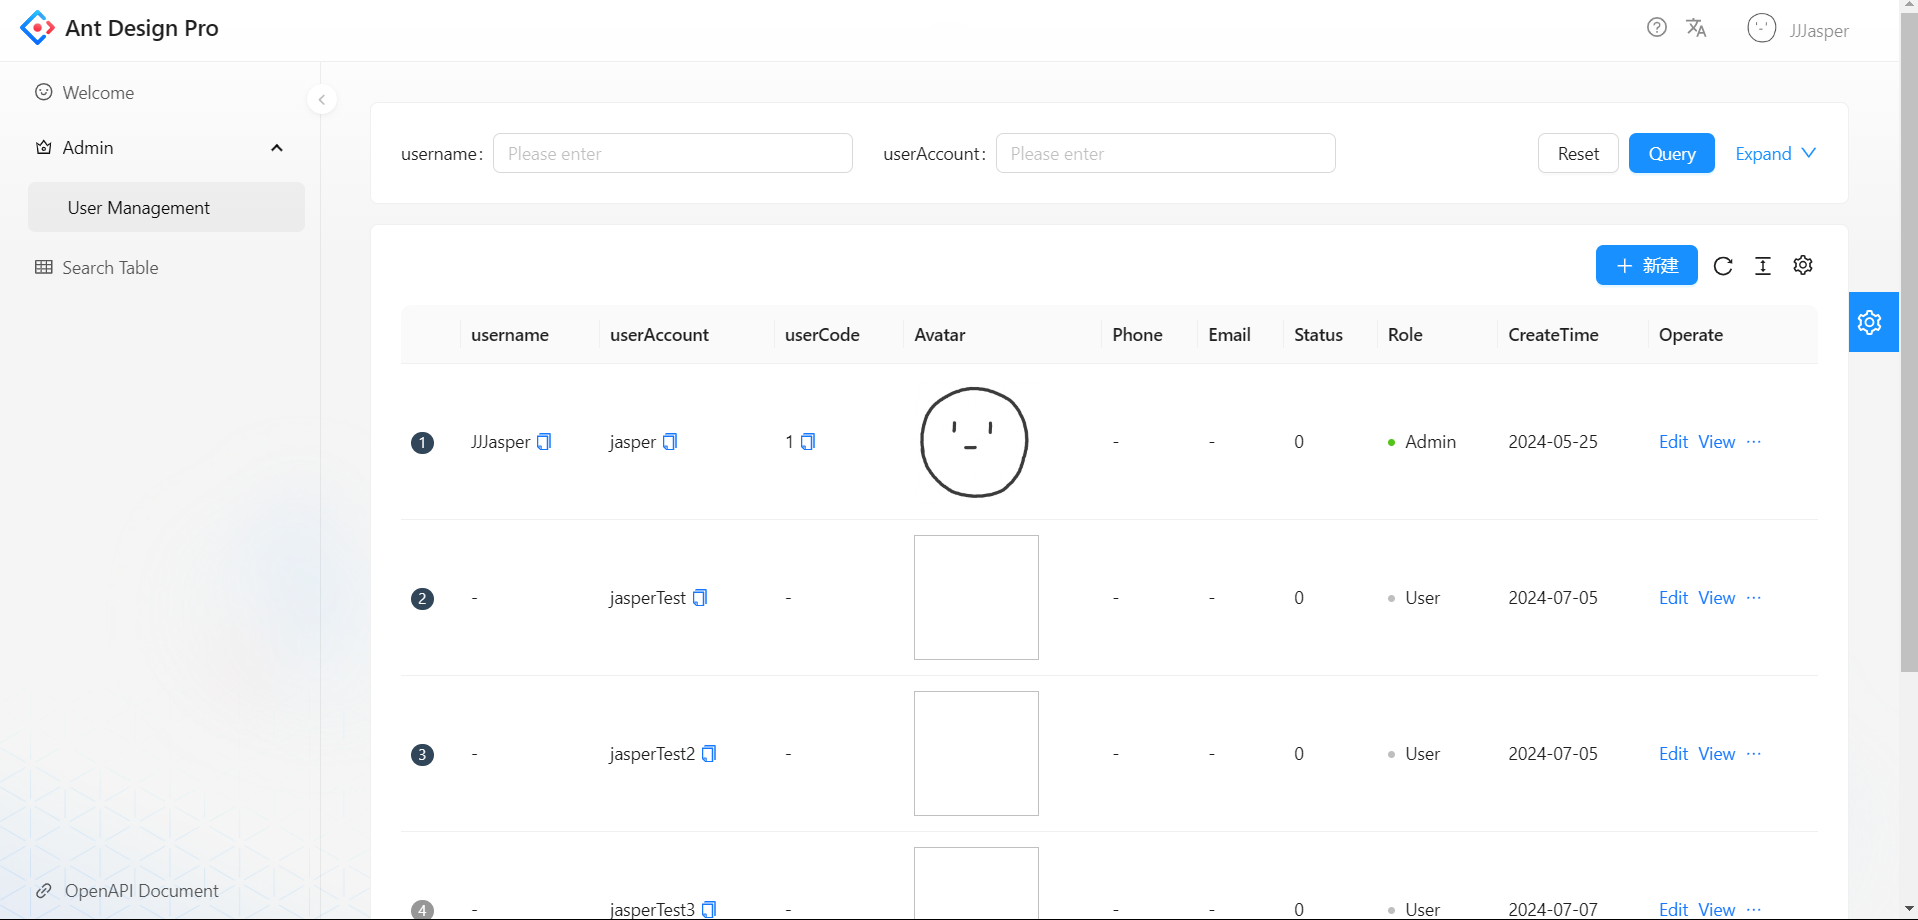 Ant Design Pro
JJJasper
Welcome
Admin
User Management
Search Table
OpenAPI Document
username: Please enter userAccount: Please enter Reset Query Expand
新建
username userAccount userCode Avatar Phone Email Status Role CreateTime Operate
1 JJJasper jasper 1 - - 0 Admin 2024-05-25 Edit View ···
2 - jasperTest - - - 0 User 2024-07-05 Edit View ···
3 - jasperTest2 - - - 0 User 2024-07-05 Edit View ···
4 - jasperTest3 - - - 0 User 2024-07-07 Edit View ···